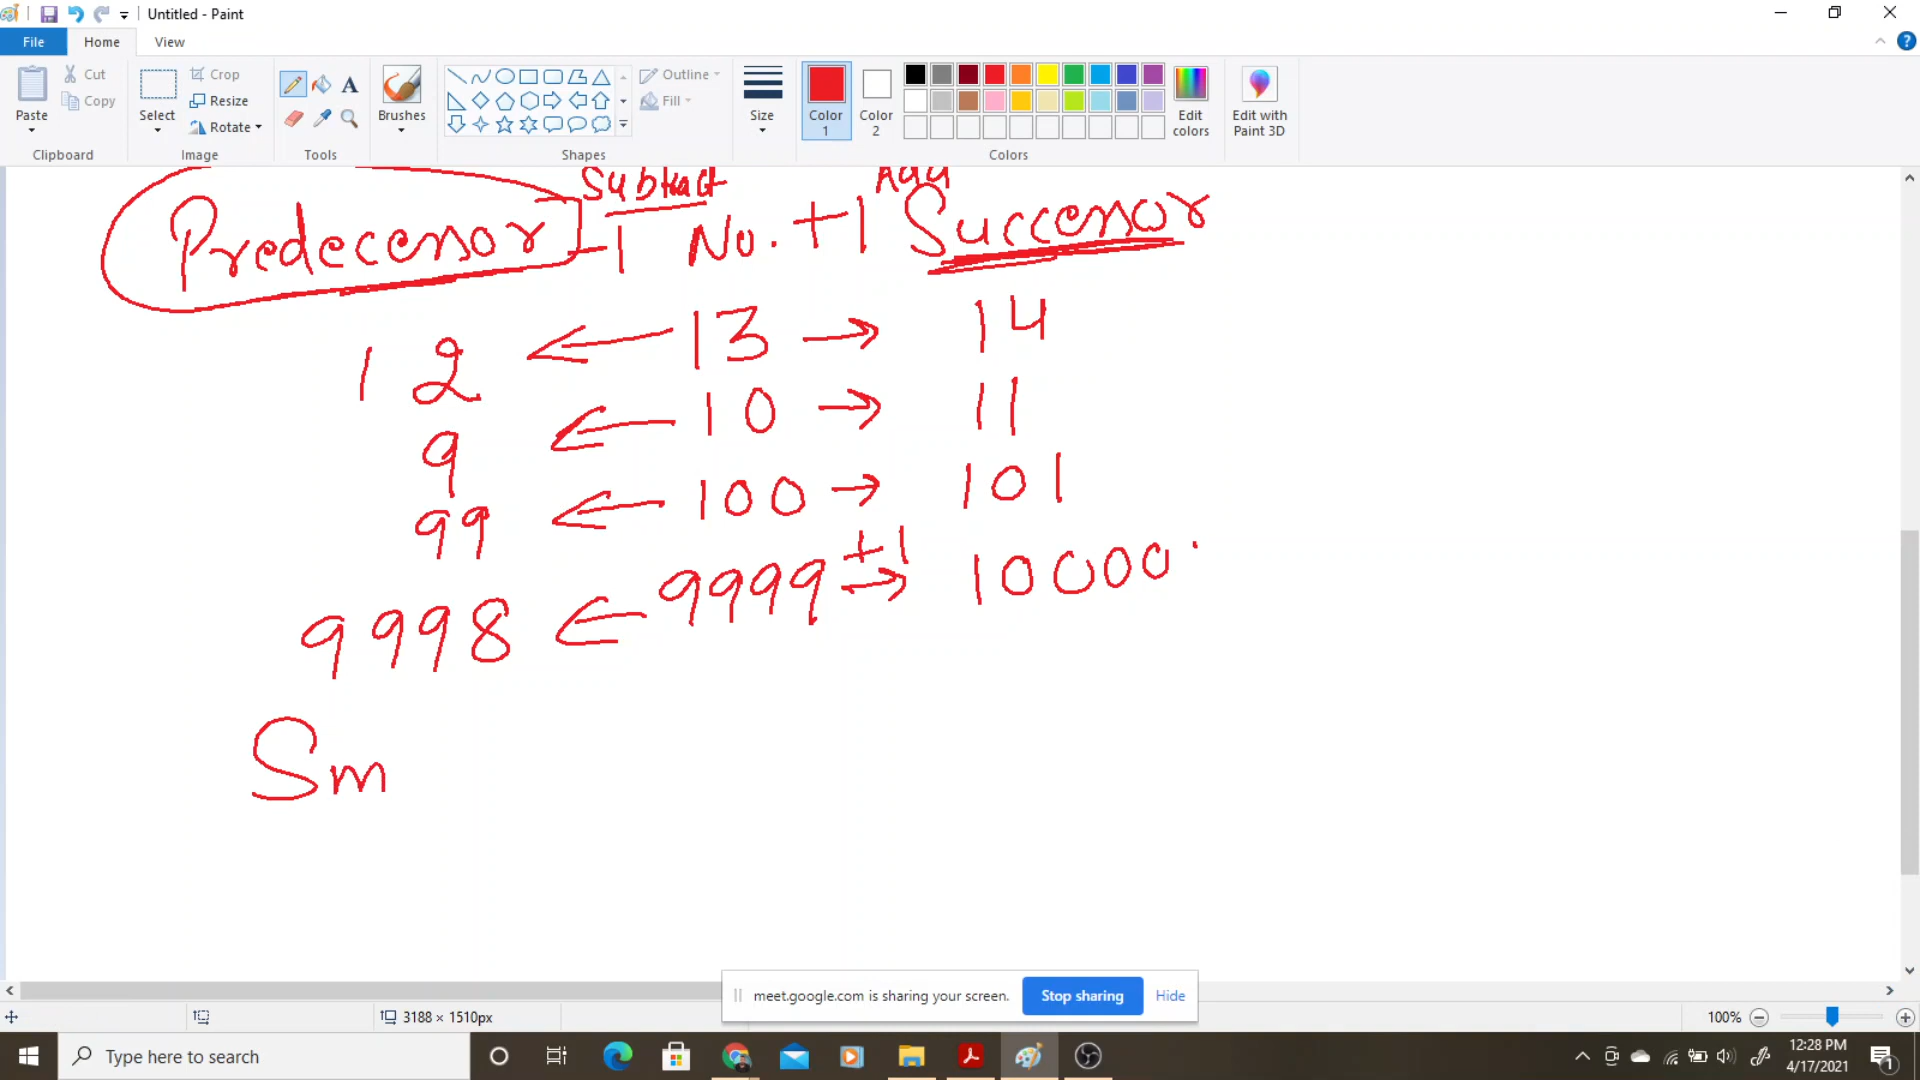 Untitled - Paint
File Home View
Cut
Copy
Paste
Clipboard
Crop
Resize
Rotate
Select
Image
A
Tools
Brushes
Outline
Fill
Shapes
Size
Color 1
Color 2
Edit colors
Edit with Paint 3D
Colors
Subtract Add
Predecessor -1 No. +1 Successor
12 ← 13 → 14
9 ← 10 → 11
99 ← 100 → 101
+1
9998 ← 9999 → 10000
Sm
meet.google.com is sharing your screen. Stop sharing Hide
3188 × 1510px 100%
Type here to search
12:28 PM
4/17/2021
1